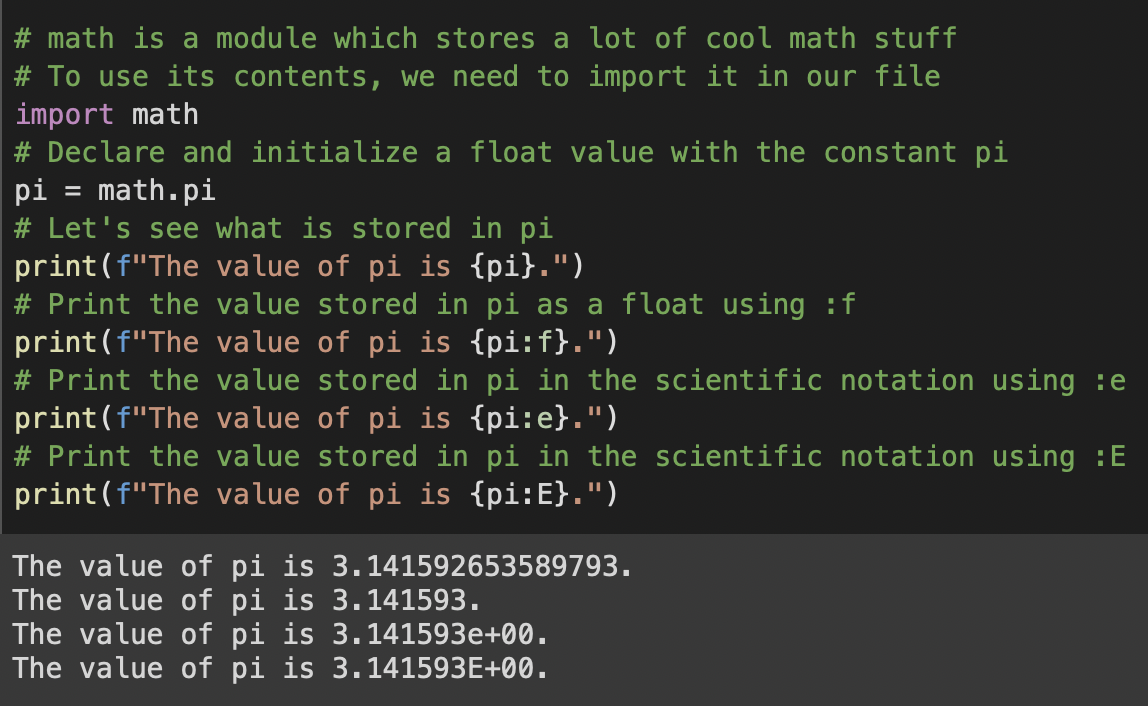 # math is a module which stores a lot of cool math stuff
# To use its contents, we need to import it in our file
import math
# Declare and initialize a float value with the constant pi
pi = math.pi
# Let's see what is stored in pi
print(f"The value of pi is {pi}.")
# Print the value stored in pi as a float using :f
print(f"The value of pi is {pi:f}.")
# Print the value stored in pi in the scientific notation using :e
print(f"The value of pi is {pi:e}.")
# Print the value stored in pi in the scientific notation using :E
print(f"The value of pi is {pi:E}.")
The value of pi is 3.141592653589793.
The value of pi is 3.141593.
The value of pi is 3.141593e+00.
The value of pi is 3.141593E+00.